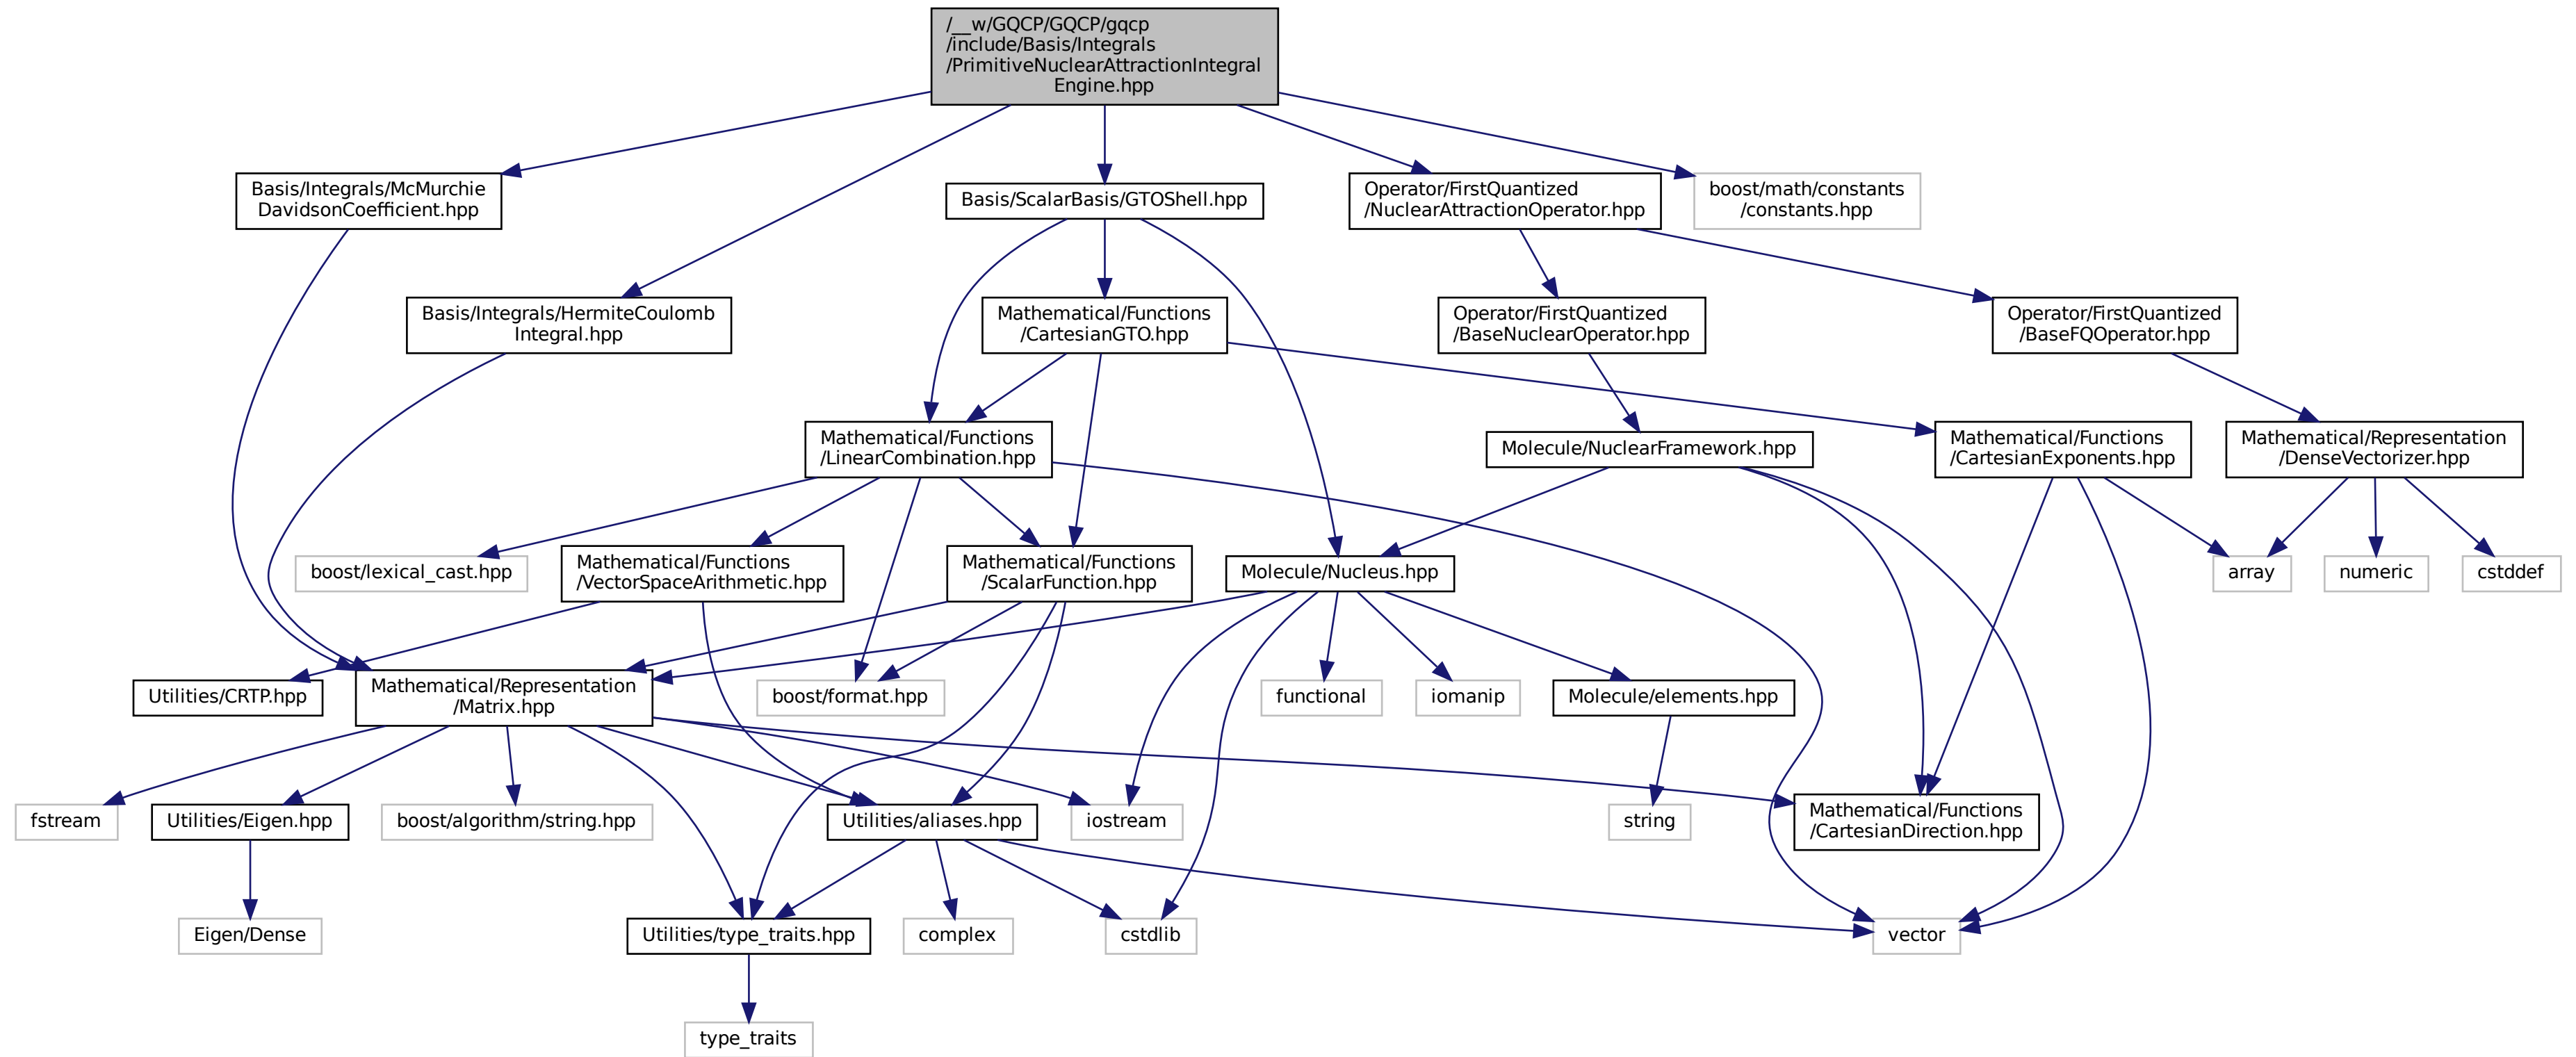 /__w/GQCP/GQCP/gqcp
/include/Basis/Integrals
/PrimitiveNuclearAttractionIntegral
Engine.hpp
Basis/Integrals/McMurchie
DavidsonCoefficient.hpp
Basis/ScalarBasis/GTOShell.hpp
Operator/FirstQuantized
/NuclearAttractionOperator.hpp
boost/math/constants
/constants.hpp
Basis/Integrals/HermiteCoulomb
Integral.hpp
Mathematical/Functions
/CartesianGTO.hpp
Operator/FirstQuantized
/BaseNuclearOperator.hpp
Operator/FirstQuantized
/BaseFQOperator.hpp
Mathematical/Functions
/LinearCombination.hpp
Molecule/NuclearFramework.hpp
Mathematical/Functions
/CartesianExponents.hpp
Mathematical/Representation
/DenseVectorizer.hpp
boost/lexical_cast.hpp
Mathematical/Functions
/VectorSpaceArithmetic.hpp
Mathematical/Functions
/ScalarFunction.hpp
Molecule/Nucleus.hpp
array
numeric
cstddef
Utilities/CRTP.hpp
Mathematical/Representation
/Matrix.hpp
boost/format.hpp
functional
iomanip
Molecule/elements.hpp
fstream
Utilities/Eigen.hpp
boost/algorithm/string.hpp
Utilities/aliases.hpp
iostream
string
Mathematical/Functions
/CartesianDirection.hpp
Eigen/Dense
Utilities/type_traits.hpp
complex
cstdlib
vector
type_traits